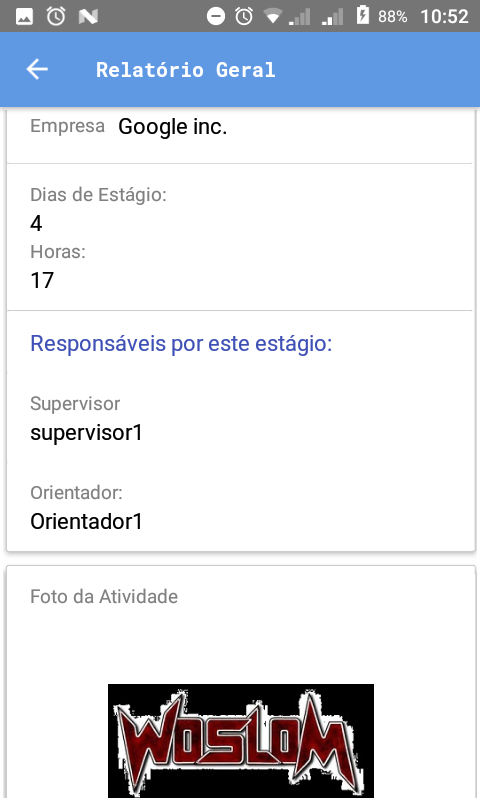 88% 10:52
Relatório Geral
Empresa Google inc.
Dias de Estágio:
4
Horas:
17
Responsáveis por este estágio:
Supervisor
supervisor1
Orientador:
Orientador1
Foto da Atividade
WOSLOM